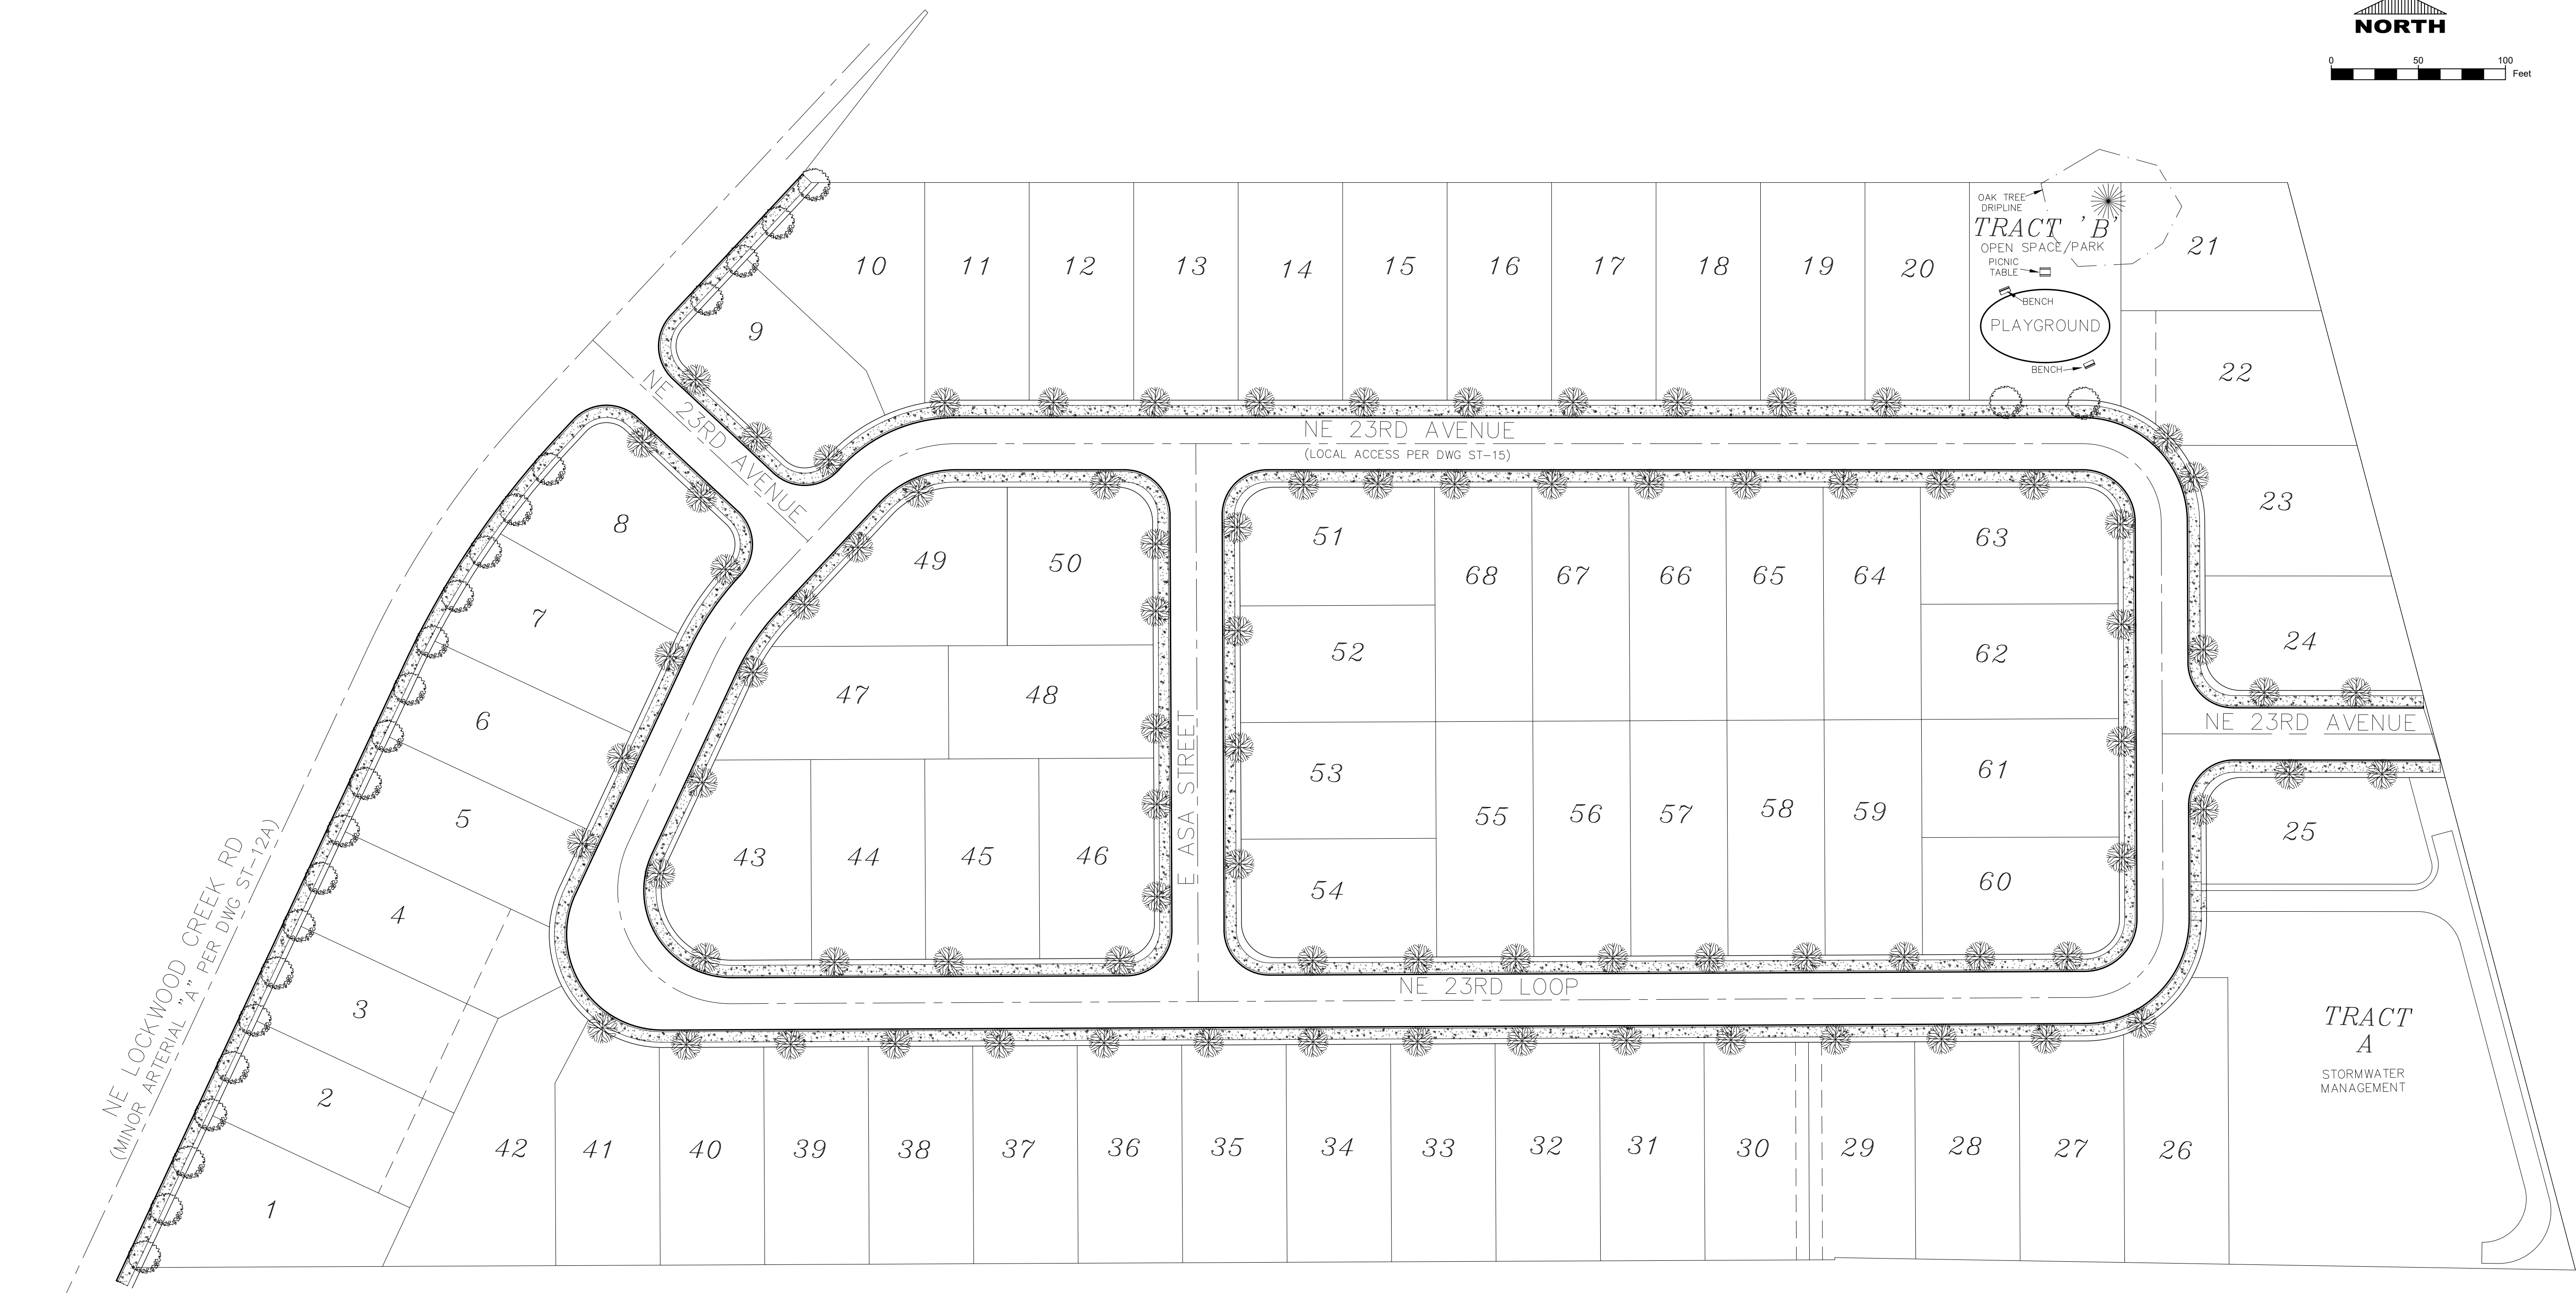 NORTH
0 50 100
Feet
OAK TREE
DRIPLINE
TRACT 'B'
OPEN SPACE/PARK
PICNIC
TABLE
BENCH
PLAYGROUND
BENCH
10 11 12 13 14 15 16 17 18 19 20
21
9
22
NE 23RD AVENUE
NE 23RD AVENUE
(LOCAL ACCESS PER DWG ST-15)
23
8
49
50
51
68 67 66 65 64
63
7
24
52
62
47
48
6
NE 23RD AVENUE
E ASA STREET
53
61
5
25
43 44 45 46
54
55 56 57 58 59
60
NE LOCKWOOD CREEK RD
(MINOR ARTERIAL "A" PER DWG ST-12A)
4
3
NE 23RD LOOP
TRACT
A
STORMWATER
MANAGEMENT
2
1
42 41 40 39 38 37 36 35 34 33 32 31 30 29 28 27 26